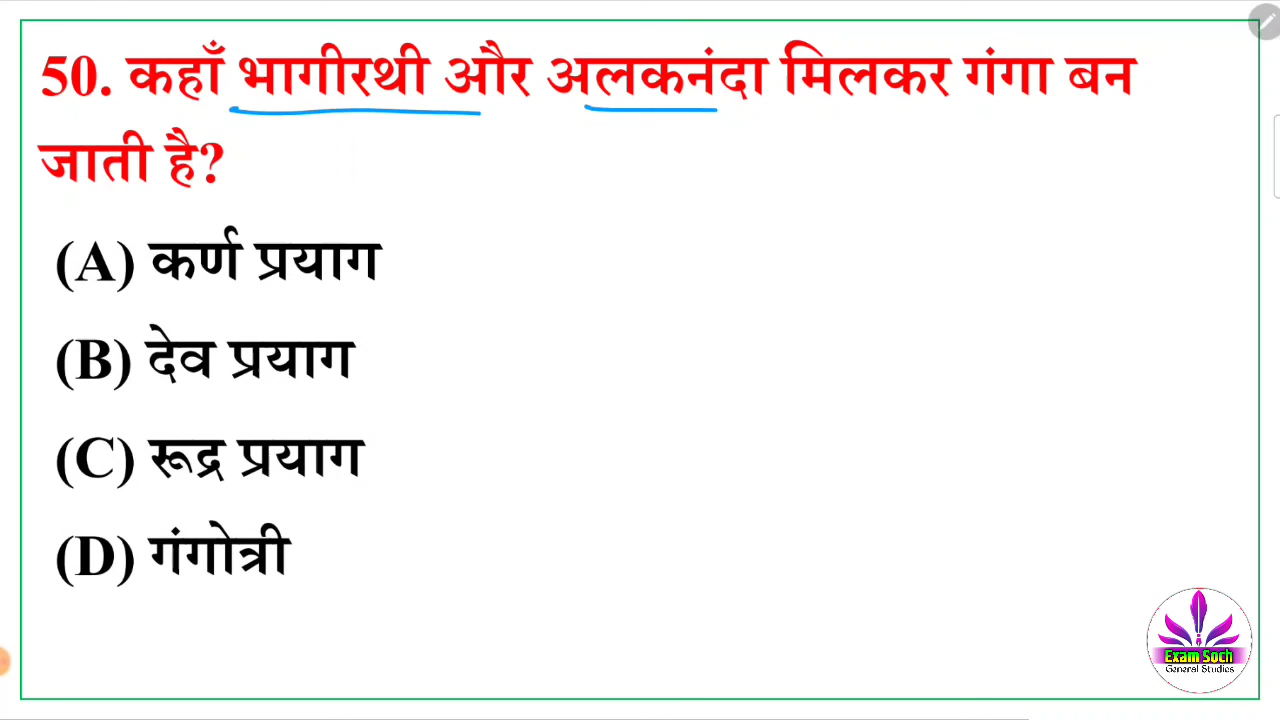 50. कहाँ भागीरथी और अलकनंदा मिलकर गंगा बन
जाती है?
(A) कर्ण प्रयाग
(B) देव प्रयाग
(C) रूद्र प्रयाग
(D) गंगोत्री
Exam Soch
General Studies